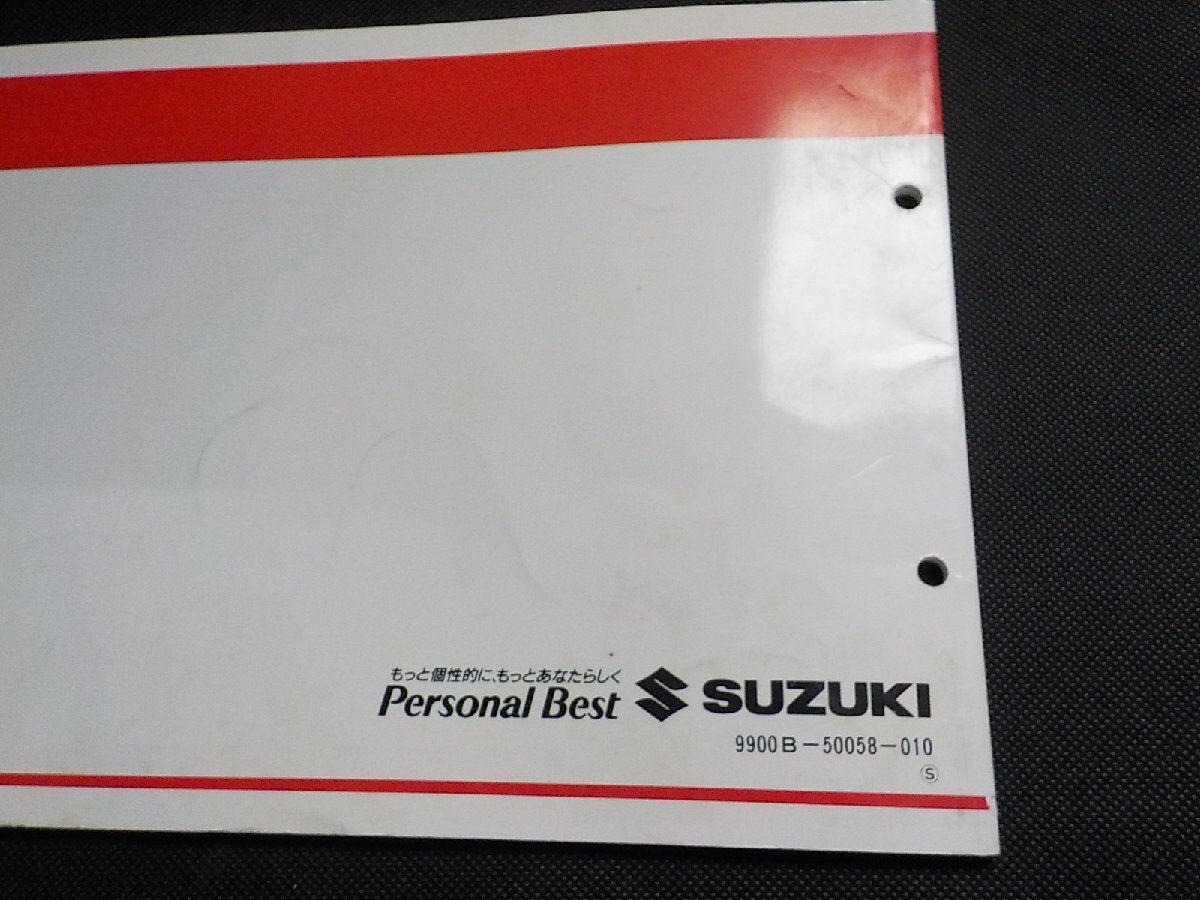 もっと個性的に、もっとあなたらしく
Personal Best SUZUKI
9900B-50058-010
Ⓢ